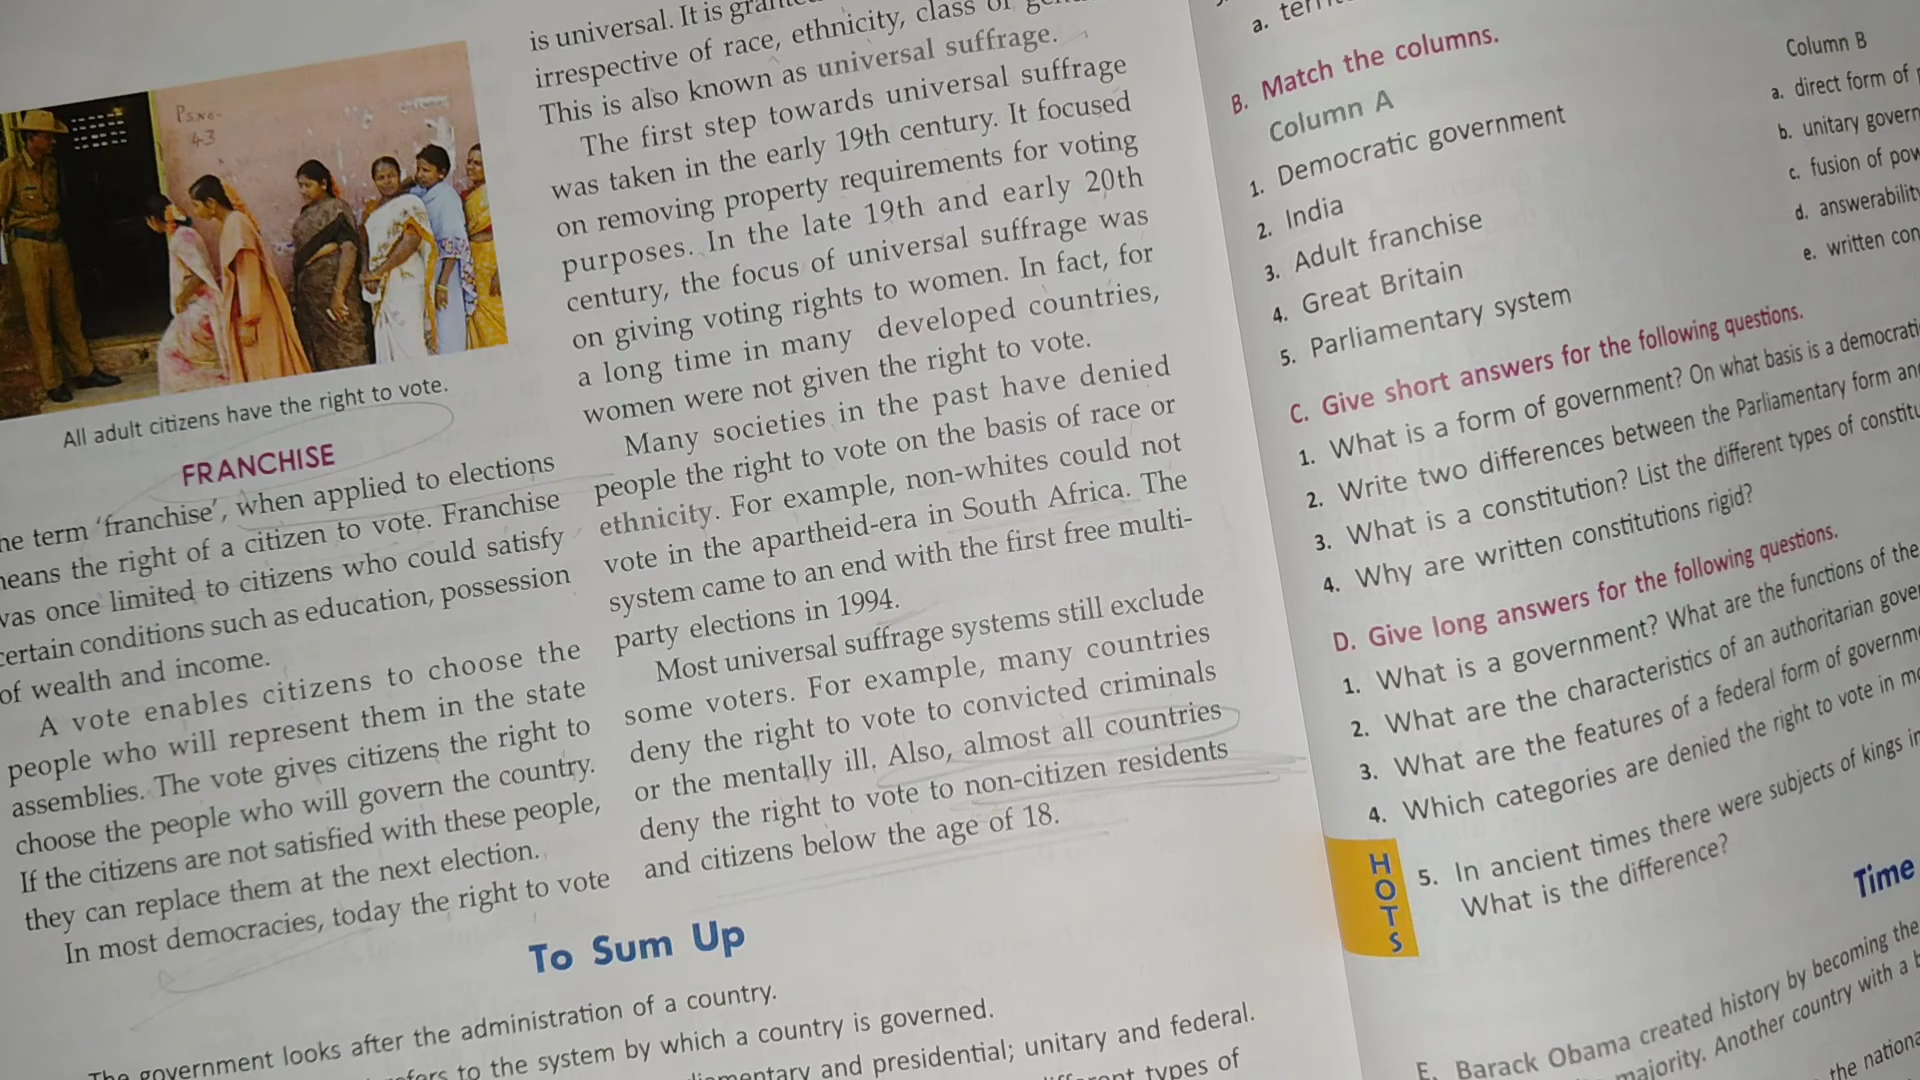 P.S.No-
43
All adult citizens have the right to vote.
FRANCHISE
term 'franchise', when applied to elections
means the right of a citizen to vote. Franchise
was once limited to citizens who could satisfy
certain conditions such as education, possession
of wealth and income.
A vote enables citizens to choose the
people who will represent them in the state
assemblies. The vote gives citizens the right to
choose the people who will govern the country.
If the citizens are not satisfied with these people,
they can replace them at the next election.
In most democracies, today the right to vote
is universal. It is
irrespective of race, ethnicity, class or
This is also known as universal suffrage.
The first step towards universal suffrage
was taken in the early 19th century. It focused
on removing property requirements for voting
purposes. In the late 19th and early 20th
century, the focus of universal suffrage was
on giving voting rights to women. In fact, for
a long time in many developed countries,
women were not given the right to vote.
Many societies in the past have denied
people the right to vote on the basis of race or
ethnicity. For example, non-whites could not
vote in the apartheid-era in South Africa. The
system came to an end with the first free multi-
party elections in 1994.
Most universal suffrage systems still exclude
some voters. For example, many countries
deny the right to vote to convicted criminals
or the mentally ill. Also, almost all countries
deny the right to vote to non-citizen residents
and citizens below the age of 18.
To Sum Up
The government looks after the administration of a country.
to the system by which a country is governed.
and presidential; unitary and federal.
types of
a.
B. Match the columns.
Column A
1. Democratic government
2. India
3. Adult franchise
4. Great Britain
5. Parliamentary system
Column B
a. direct form of
b. unitary
c. fusion of
d.
e. written
C. Give short answers for the following questions.
1. What is a form of government? On what basis is a
2. Write two differences between the Parliamentary form
3. What is a constitution? List the different types of
4. Why are written constitutions rigid?
D. Give long answers for the following questions.
1. What is a government? What are the functions of the
2. What are the characteristics of an authoritarian
3. What are the features of a federal form of
4. Which categories are denied the right to vote in
HOTS
5. In ancient times there were subjects of kings
What is the difference?
Time
E. Barack Obama created history by becoming the
majority. Another country with a
the